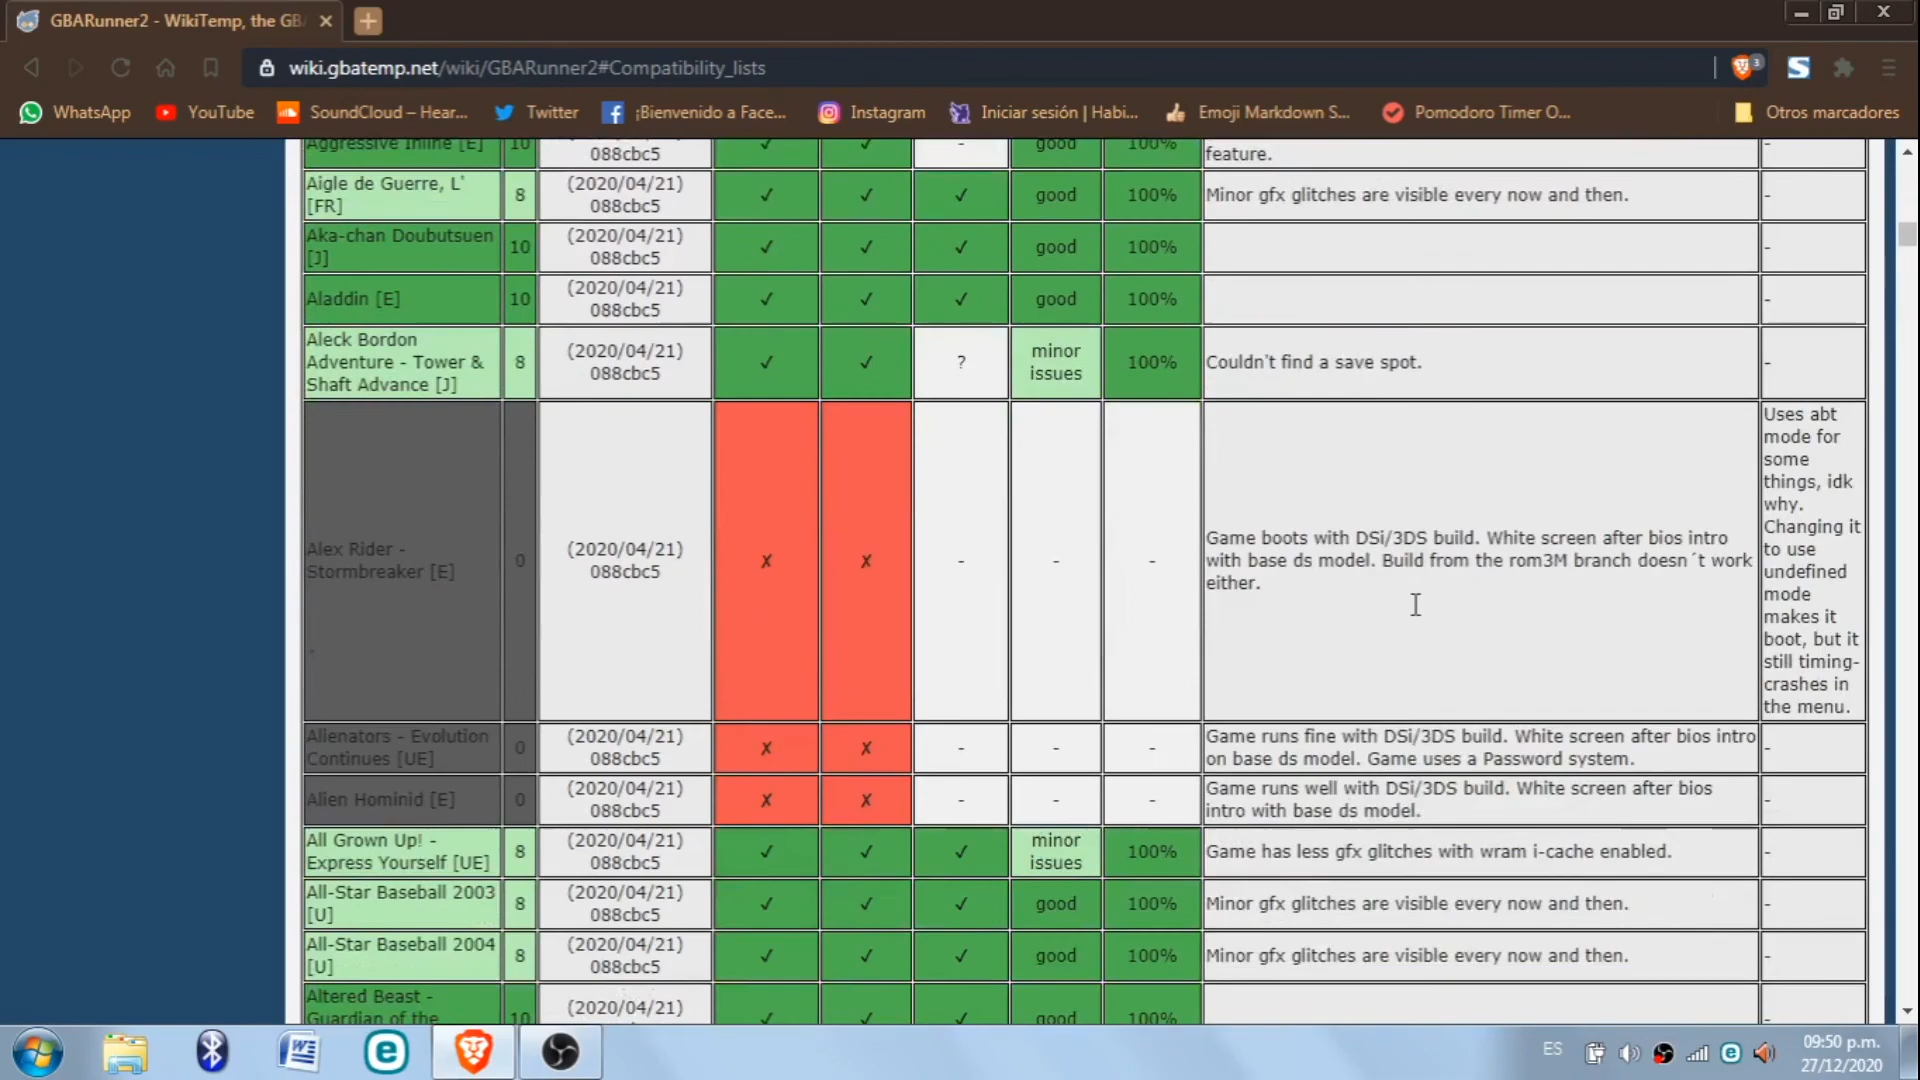 GBARunner2 - WikiTemp, the GBA
wiki.gbatemp.net/wiki/GBARunner2#Compatibility_lists
3
WhatsApp
YouTube
SoundCloud – Hear...
Twitter
¡Bienvenido a Face...
Instagram
Iniciar sesión | Habi...
Emoji Markdown S...
Pomodoro Timer O...
Otros marcadores
Aggressive Inline [E]
10
088cbc5
✓
✓
-
good
100%
feature.
-
Aigle de Guerre, L'
[FR]
8
(2020/04/21)
088cbc5
✓
✓
✓
good
100%
Minor gfx glitches are visible every now and then.
-
Aka-chan Doubutsuen
[J]
10
(2020/04/21)
088cbc5
✓
✓
✓
good
100%
-
Aladdin [E]
10
(2020/04/21)
088cbc5
✓
✓
✓
good
100%
-
Aleck Bordon
Adventure - Tower &
Shaft Advance [J]
8
(2020/04/21)
088cbc5
✓
✓
?
minor
issues
100%
Couldn't find a save spot.
-
Alex Rider -
Stormbreaker [E]
0
(2020/04/21)
088cbc5
✗
✗
-
-
-
Game boots with DSi/3DS build. White screen after bios intro
with base ds model. Build from the rom3M branch doesn´t work
either.
Uses abt
mode for
some
things, idk
why.
Changing it
to use
undefined
mode
makes it
boot, but it
still timing-
crashes in
the menu.
Alienators - Evolution
Continues [UE]
0
(2020/04/21)
088cbc5
✗
✗
-
-
-
Game runs fine with DSi/3DS build. White screen after bios intro
on base ds model. Game uses a Password system.
-
Alien Hominid [E]
0
(2020/04/21)
088cbc5
✗
✗
-
-
-
Game runs well with DSi/3DS build. White screen after bios
intro with base ds model.
-
All Grown Up! -
Express Yourself [UE]
8
(2020/04/21)
088cbc5
✓
✓
✓
minor
issues
100%
Game has less gfx glitches with wram i-cache enabled.
-
All-Star Baseball 2003
[U]
8
(2020/04/21)
088cbc5
✓
✓
✓
good
100%
Minor gfx glitches are visible every now and then.
-
All-Star Baseball 2004
[U]
8
(2020/04/21)
088cbc5
✓
✓
✓
good
100%
Minor gfx glitches are visible every now and then.
-
Altered Beast -
Guardian of the
10
(2020/04/21)
✓
✓
✓
good
100%
-
ES
09:50 p.m.
27/12/2020